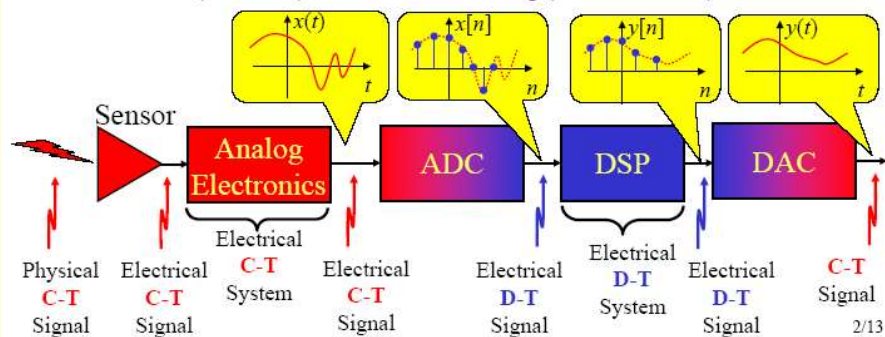 x(t)
t
x[n]
n
y[n]
n
y(t)
t
Sensor
Analog
Electronics
ADC
DSP
DAC
Physical
C-T
Signal
Electrical
C-T
Signal
Electrical
C-T
System
Electrical
C-T
Signal
Electrical
D-T
Signal
Electrical
D-T
System
Electrical
D-T
Signal
C-T
Signal
2/13